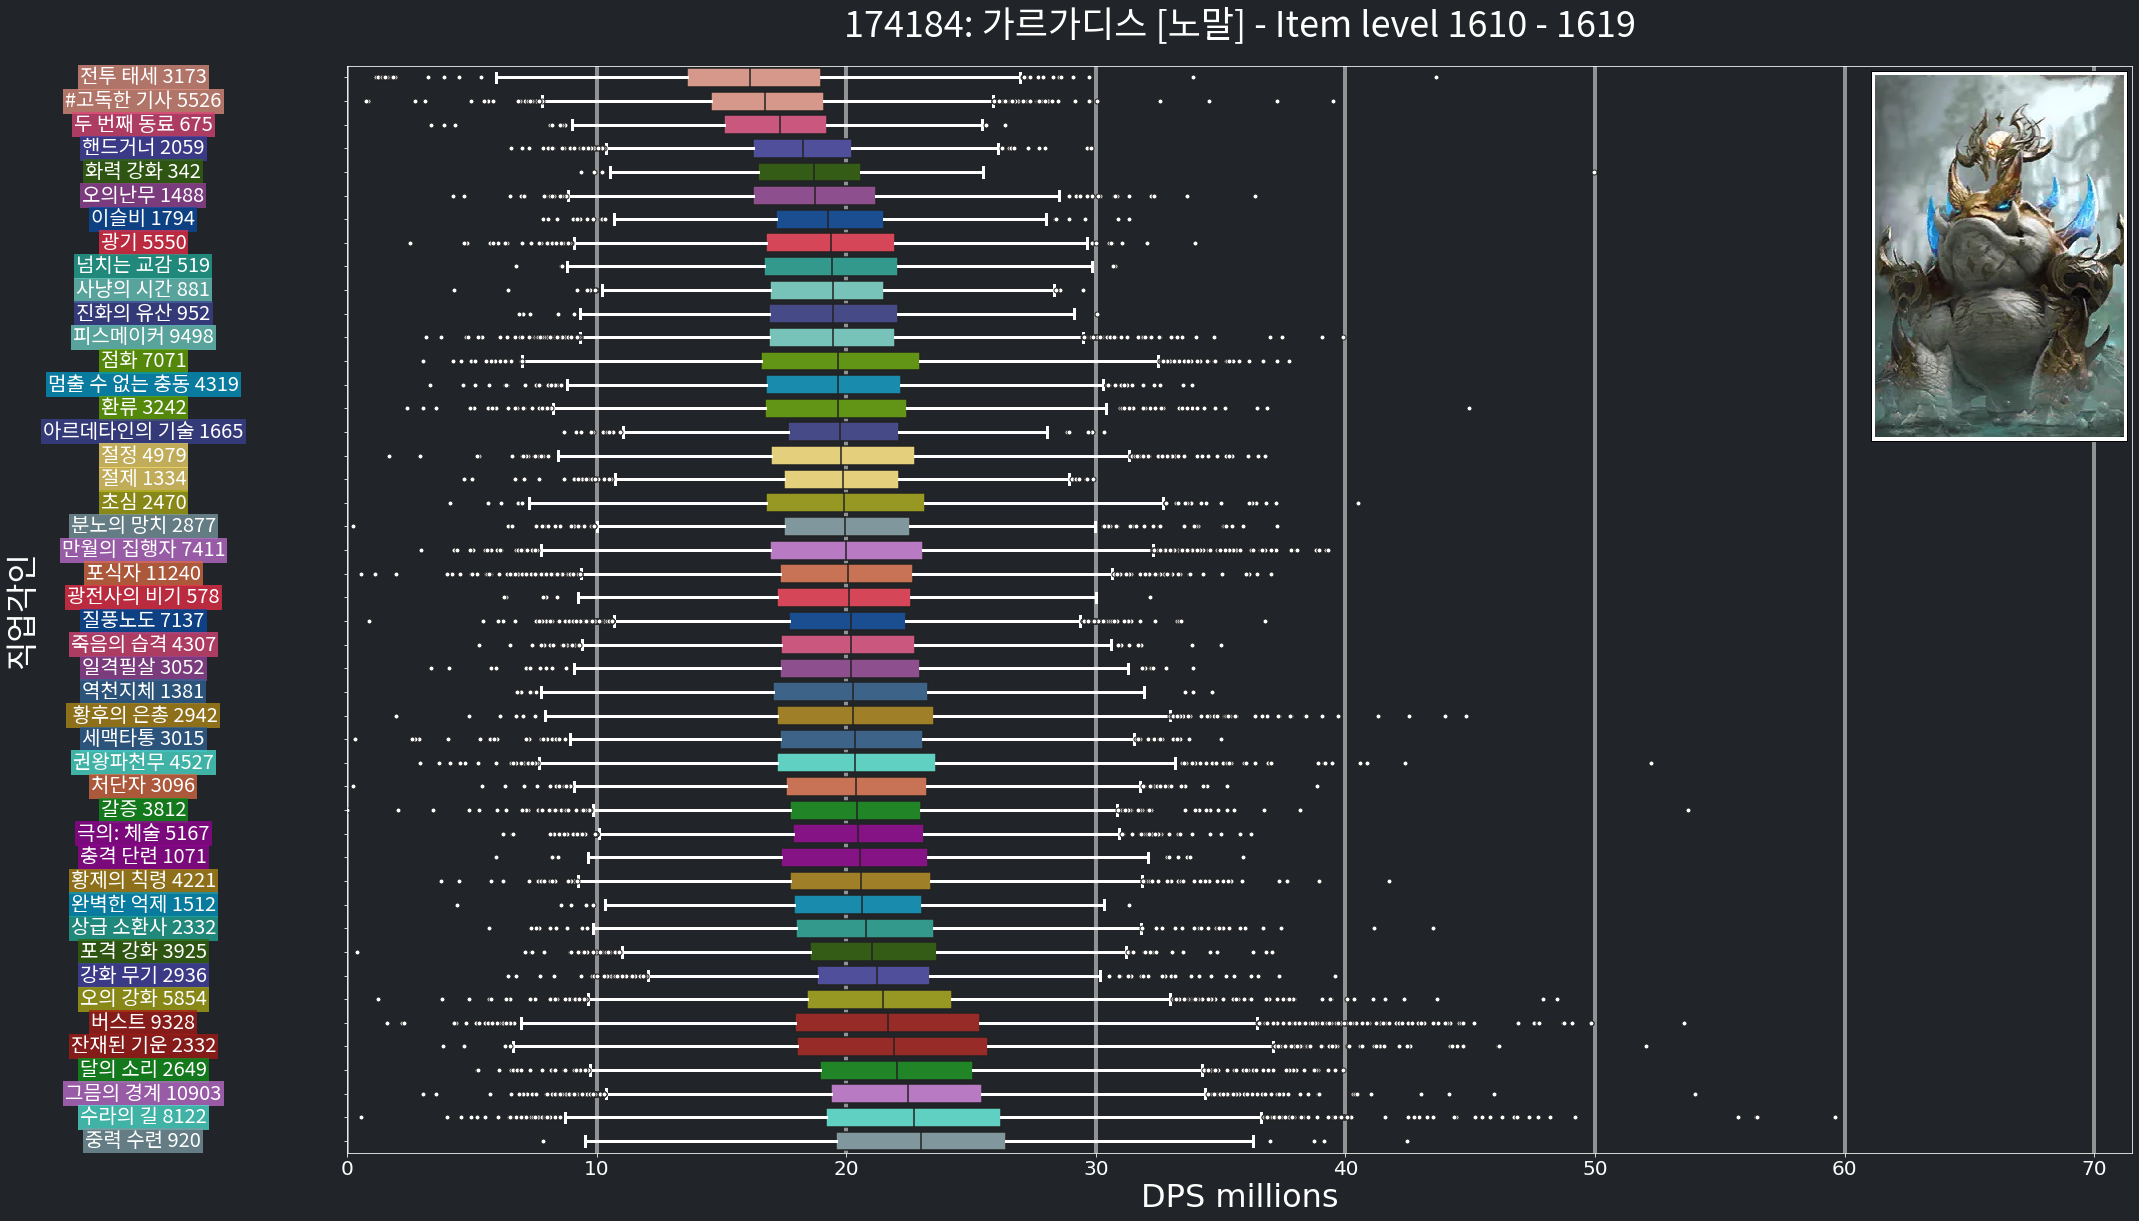 174184: 가르가디스 [노말] - Item level 1610 - 1619
전투 태세 3173
#고독한 기사 5526
두 번째 동료 675
핸드거너 2059
화력 강화 342
오의난무 1488
이슬비 1794
광기 5550
넘치는 교감 519
사냥의 시간 881
진화의 유산 952
피스메이커 9498
점화 7071
멈출 수 없는 충동 4319
환류 3242
아르데타인의 기술 1665
절정 4979
절제 1334
초심 2470
분노의 망치 2877
만월의 집행자 7411
포식자 11240
광전사의 비기 578
질풍노도 7137
죽음의 습격 4307
일격필살 3052
역천지체 1381
황후의 은총 2942
세맥타통 3015
권왕파천무 4527
처단자 3096
갈증 3812
극의: 체술 5167
충격 단련 1071
황제의 칙령 4221
완벽한 억제 1512
상급 소환사 2332
포격 강화 3925
강화 무기 2936
오의 강화 5854
버스트 9328
잔재된 기운 2332
달의 소리 2649
그믐의 경계 10903
수라의 길 8122
중력 수련 920
직업각인
0 10 20 30 40 50 60 70
DPS millions